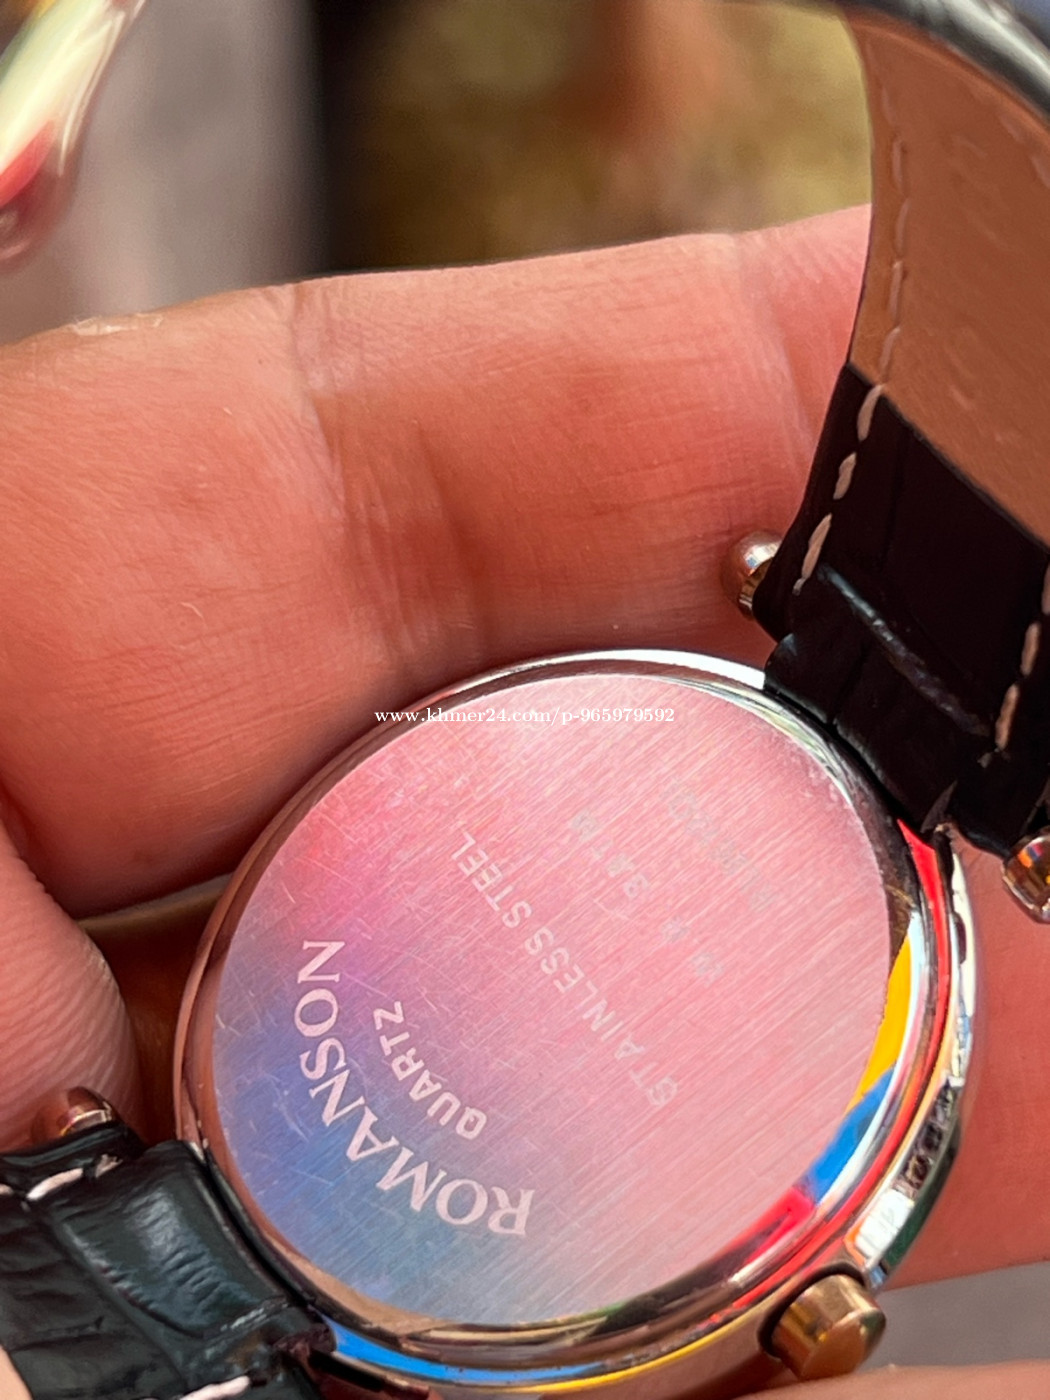 www.khmer24.com/p-965979592
ROMANSON
QUARTZ
STAINLESS STEEL